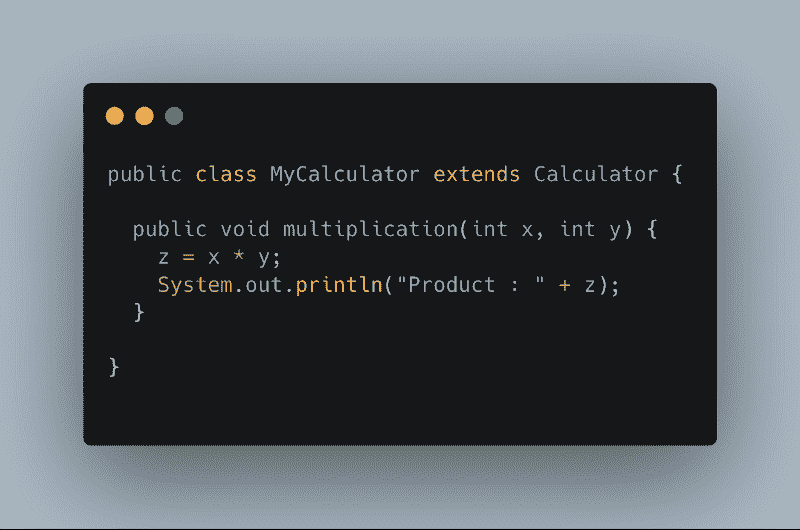 public class MyCalculator extends Calculator {
public void multiplication(int x, int y) {
z = x * y;
System.out.println("Product : " + z);
}
}